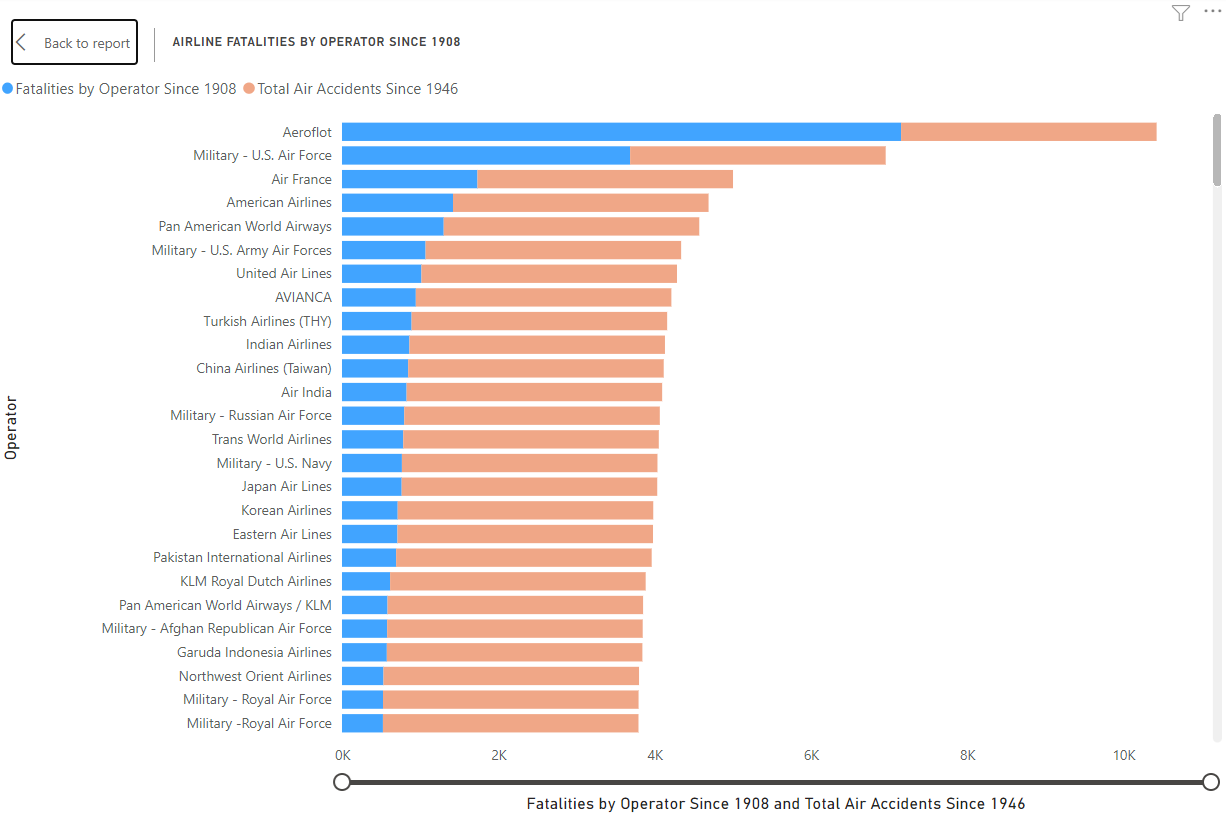 Back to report
AIRLINE FATALITIES BY OPERATOR SINCE 1908
Fatalities by Operator Since 1908 Total Air Accidents Since 1946
Operator
Aeroflot
Military - U.S. Air Force
Air France
American Airlines
Pan American World Airways
Military - U.S. Army Air Forces
United Air Lines
AVIANCA
Turkish Airlines (THY)
Indian Airlines
China Airlines (Taiwan)
Air India
Military - Russian Air Force
Trans World Airlines
Military - U.S. Navy
Japan Air Lines
Korean Airlines
Eastern Air Lines
Pakistan International Airlines
KLM Royal Dutch Airlines
Pan American World Airways / KLM
Military - Afghan Republican Air Force
Garuda Indonesia Airlines
Northwest Orient Airlines
Military - Royal Air Force
Military -Royal Air Force
0K 2K 4K 6K 8K 10K
Fatalities by Operator Since 1908 and Total Air Accidents Since 1946